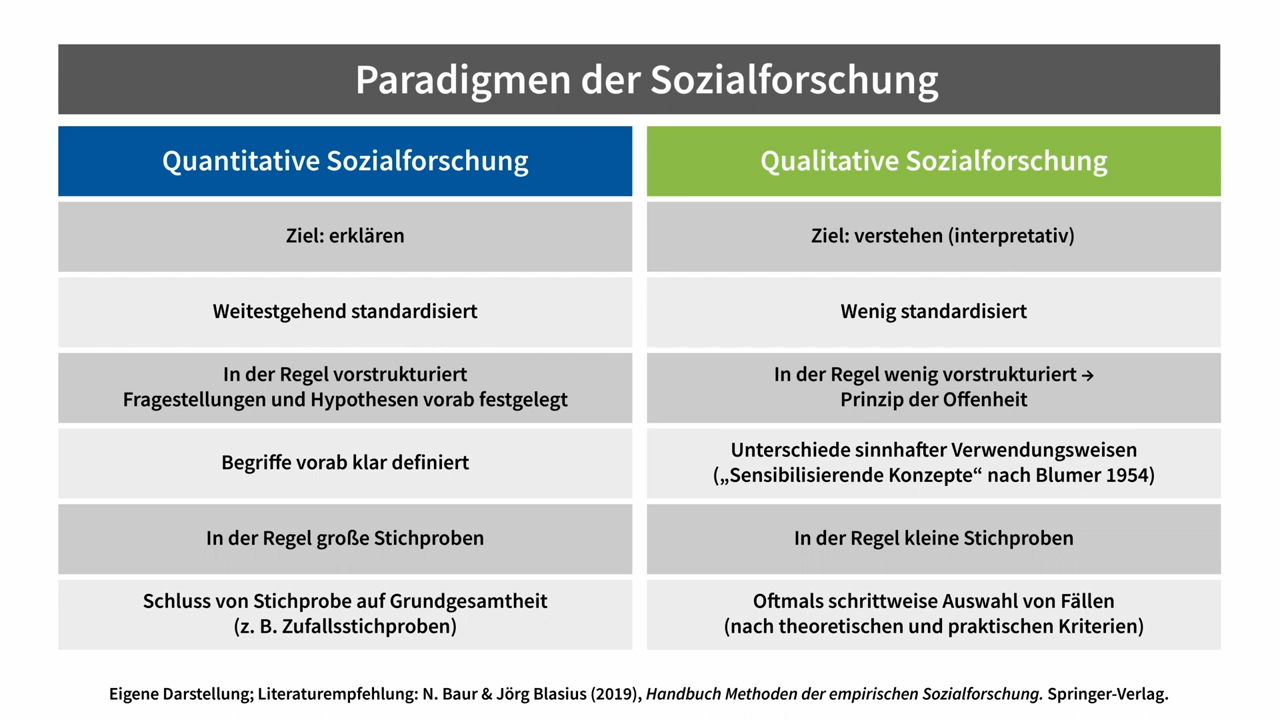 Paradigmen der Sozialforschung
Quantitative Sozialforschung
Qualitative Sozialforschung
Ziel: erklären
Ziel: verstehen (interpretativ)
Weitestgehend standardisiert
Wenig standardisiert
In der Regel vorstrukturiert
Fragestellungen und Hypothesen vorab festgelegt
In der Regel wenig vorstrukturiert →
Prinzip der Offenheit
Begriffe vorab klar definiert
Unterschiede sinnhafter Verwendungsweisen
(„Sensibilisierende Konzepte“ nach Blumer 1954)
In der Regel große Stichproben
In der Regel kleine Stichproben
Schluss von Stichprobe auf Grundgesamtheit
(z. B. Zufallsstichproben)
Oftmals schrittweise Auswahl von Fällen
(nach theoretischen und praktischen Kriterien)
Eigene Darstellung; Literaturempfehlung: N. Baur & Jörg Blasius (2019), Handbuch Methoden der empirischen Sozialforschung. Springer-Verlag.